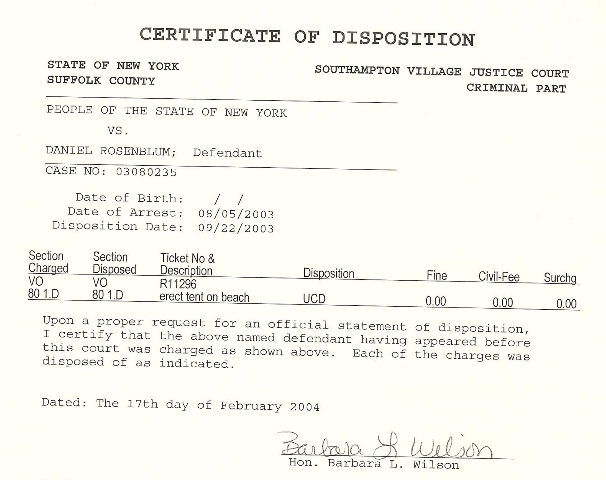 CERTIFICATE OF DISPOSITION
STATE OF NEW YORK
SUFFOLK COUNTY
SOUTHAMPTON VILLAGE JUSTICE COURT
CRIMINAL PART
PEOPLE OF THE STATE OF NEW YORK
VS.
DANIEL ROSENBLUM; Defendant
CASE NO: 03080235
Date of Birth: / /
Date of Arrest: 08/05/2003
Disposition Date: 09/22/2003
Section Charged Section Disposed Ticket No & Description Disposition Fine Civil-Fee Surchg
VO VO R11296
80 1.D 80 1.D erect tent on beach UCD 0.00 0.00 0.00
Upon a proper request for an official statement of disposition,
I certify that the above named defendant having appeared before
this court was charged as shown above. Each of the charges was
disposed of as indicated.
Dated: The 17th day of February 2004
Barbara L Wilson
Hon. Barbara L. Wilson